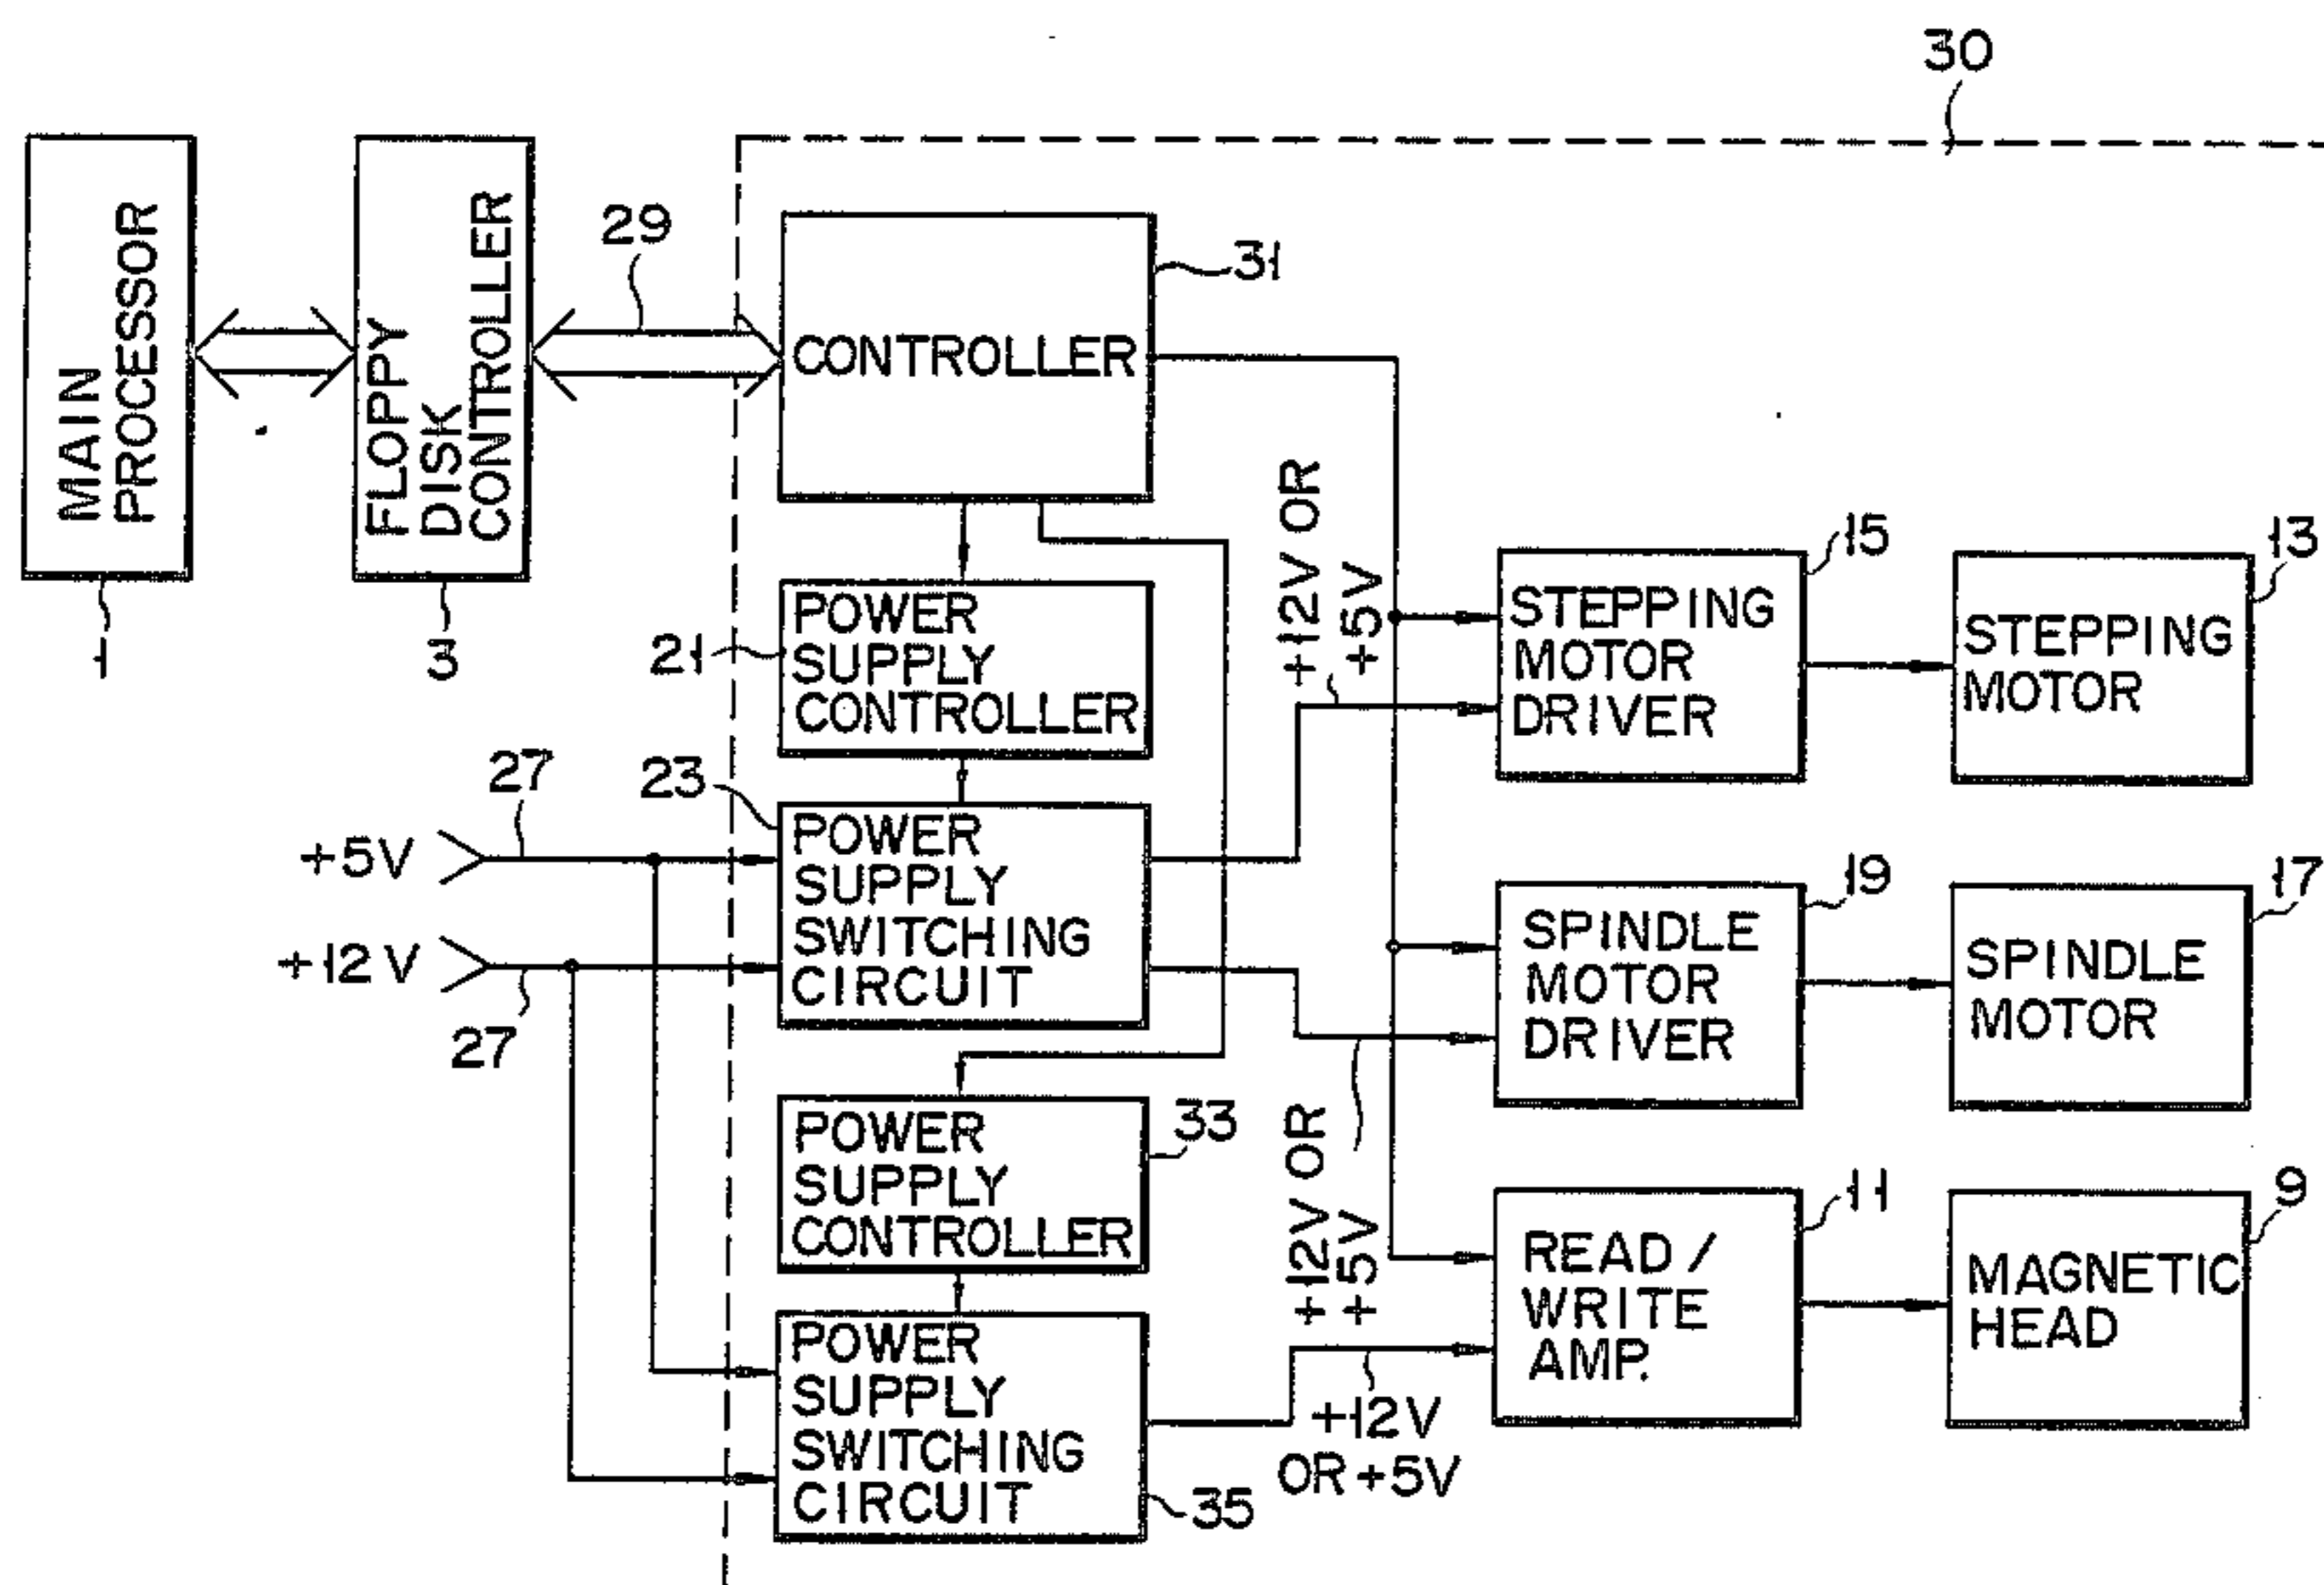 30
MAIN
PROCESSOR
1
FLOPPY
DISK
CONTROLLER
3
29
CONTROLLER
31
21
POWER
SUPPLY
CONTROLLER
+12V OR
+5V
STEPPING
MOTOR
DRIVER
15
STEPPING
MOTOR
13
27
+5V
+12V
27
23
POWER
SUPPLY
SWITCHING
CIRCUIT
SPINDLE
MOTOR
DRIVER
19
SPINDLE
MOTOR
17
POWER
SUPPLY
CONTROLLER
33
+12V OR
+5V
READ /
WRITE
AMP.
11
MAGNETIC
HEAD
9
POWER
SUPPLY
SWITCHING
CIRCUIT
35
+12V
OR +5V